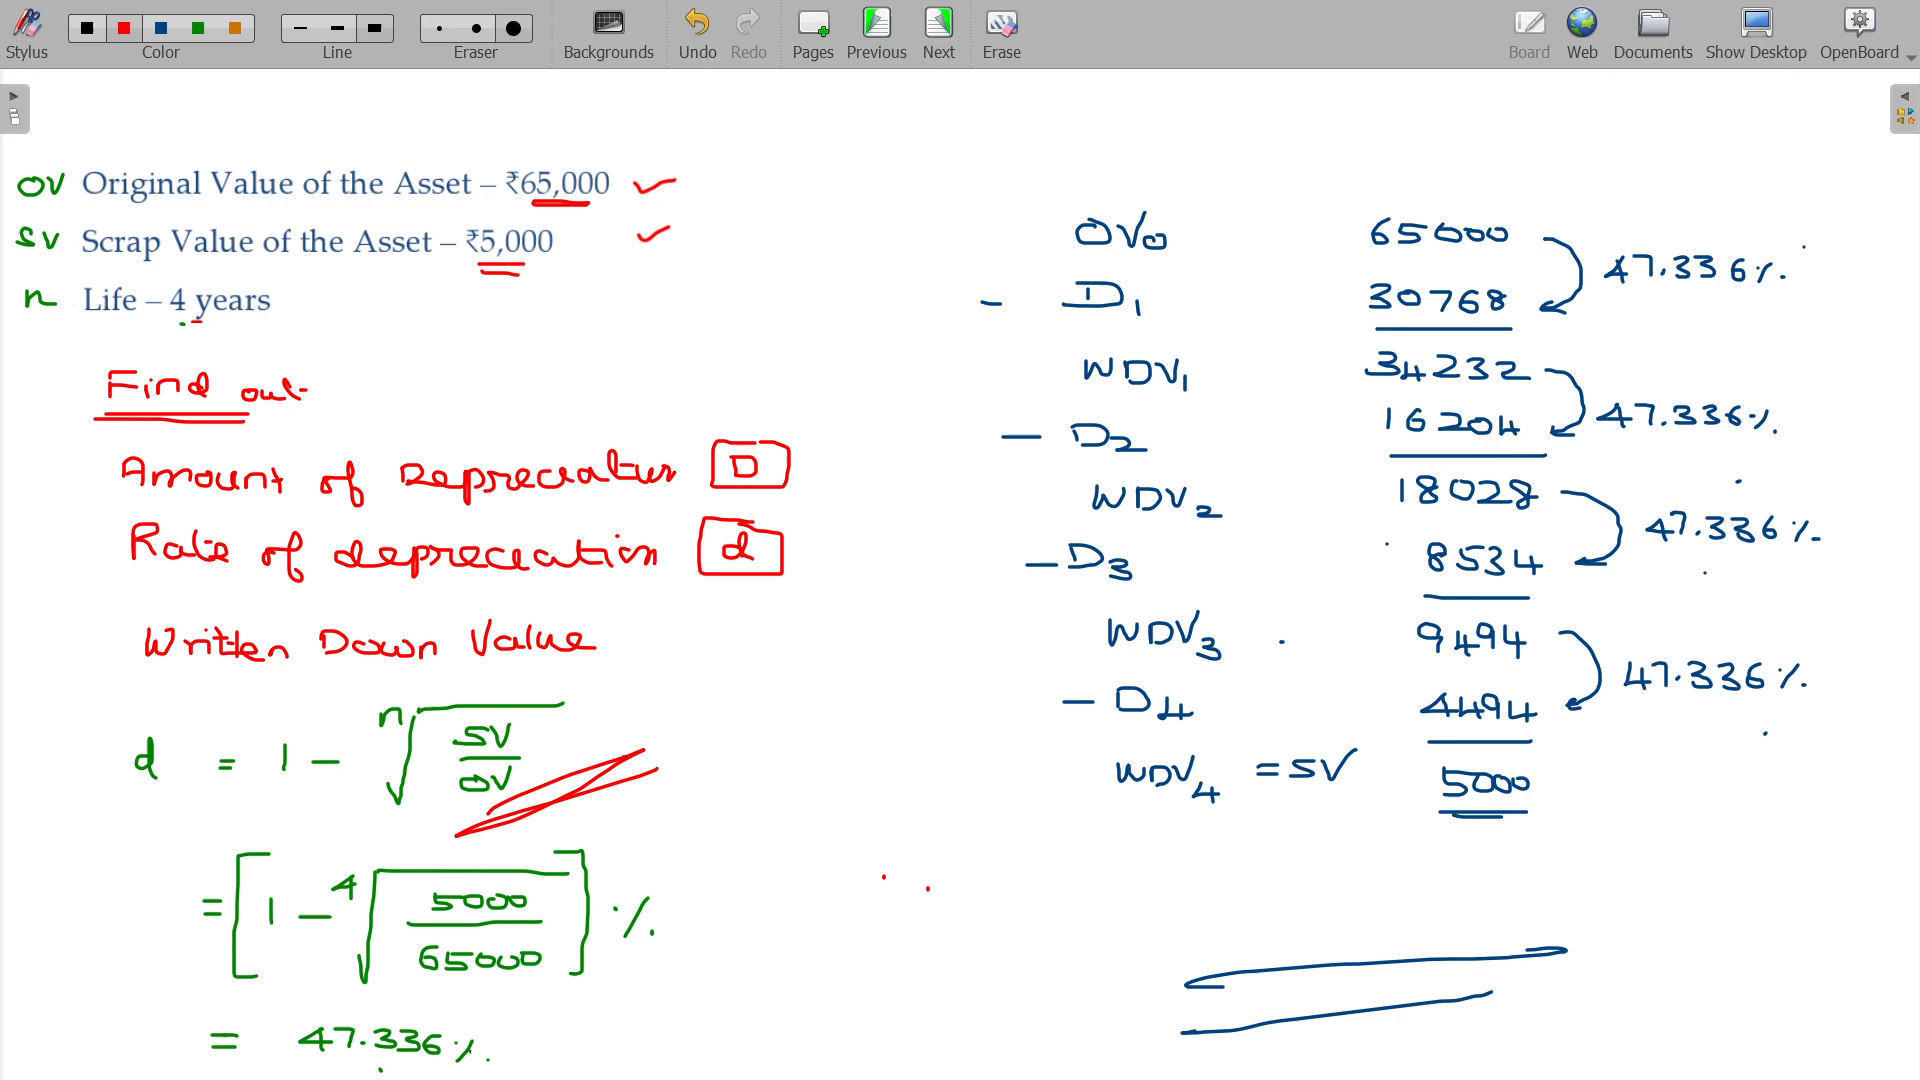 Stylus Color Line Eraser Backgrounds Undo Redo Pages Previous Next Erase Board Web Documents Show Desktop OpenBoard
OV Original Value of the Asset – ₹65,000
SV Scrap Value of the Asset – ₹5,000
n Life – 4 years
Find out
Amount of Depreciation D
Rate of depreciation d
Written Down Value
d = 1 - n√(SV/OV)
= [1 - 4√(5000/65000)] %
= 47.336 %
OV0 65000
- D1 30768 47.336%
WDV1 34232
- D2 16204 47.336%
WDV2 18028
- D3 8534 47.336%
WDV3 9494
- D4 4494 47.336%
WDV4 = SV 5000